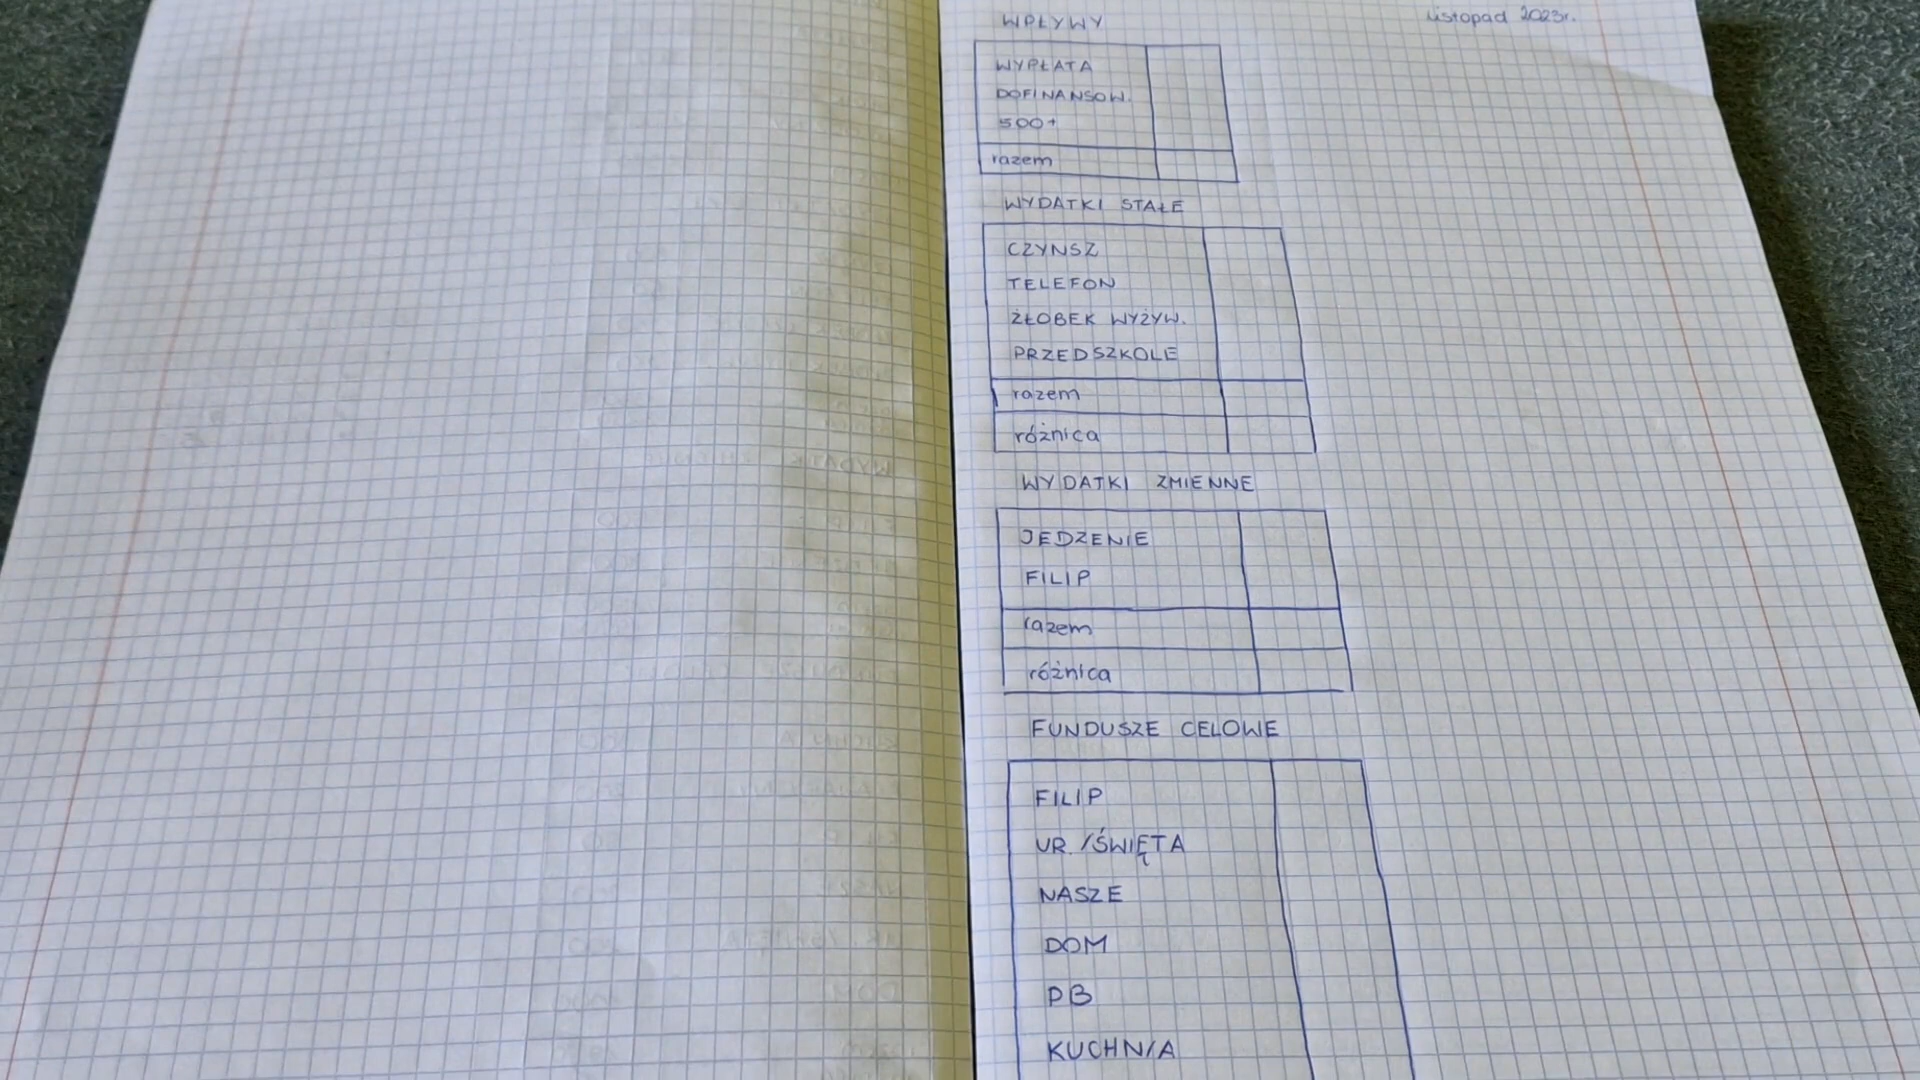 WPŁYWY
Listopad 2023r.
WYPŁATA
DOFINANSOW.
500+
razem
WYDATKI STAŁE
CZYNSZ
TELEFON
ŻŁOBEK WYŻYW.
PRZEDSZKOLE
razem
różnica
WYDATKI ZMIENNE
JEDZENIE
FILIP
razem
różnica
FUNDUSZE CELOWE
FILIP
UR./ŚWIĘTA
NASZE
DOM
PB
KUCHNIA